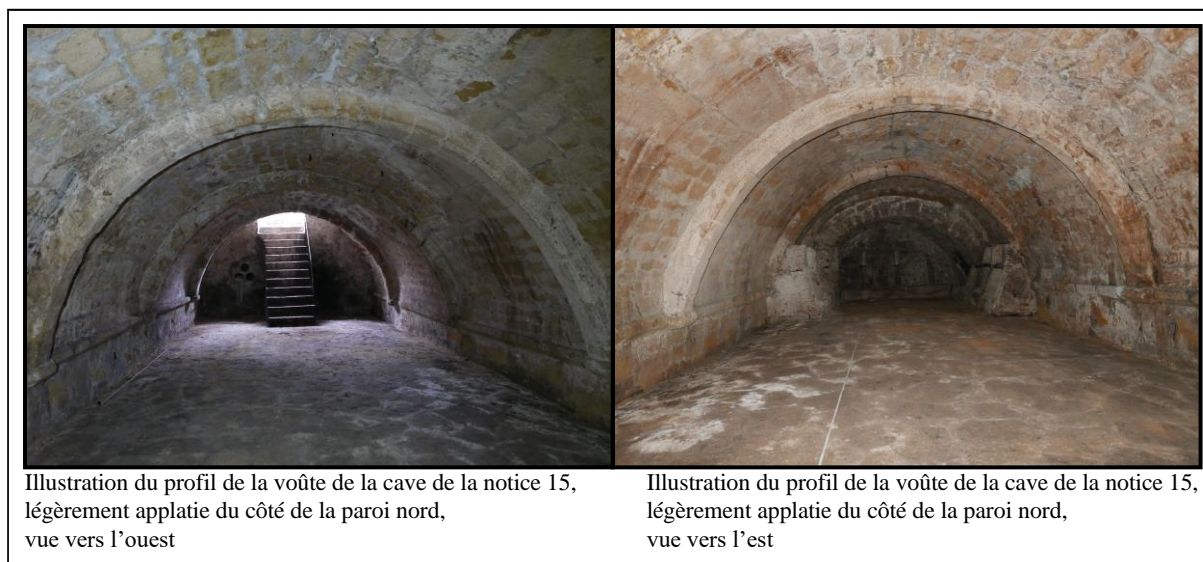 Illustration du profil de la voûte de la cave de la notice 15,
légèrement applatie du côté de la paroi nord,
vue vers l’ouest
Illustration du profil de la voûte de la cave de la notice 15,
légèrement applatie du côté de la paroi nord,
vue vers l’est